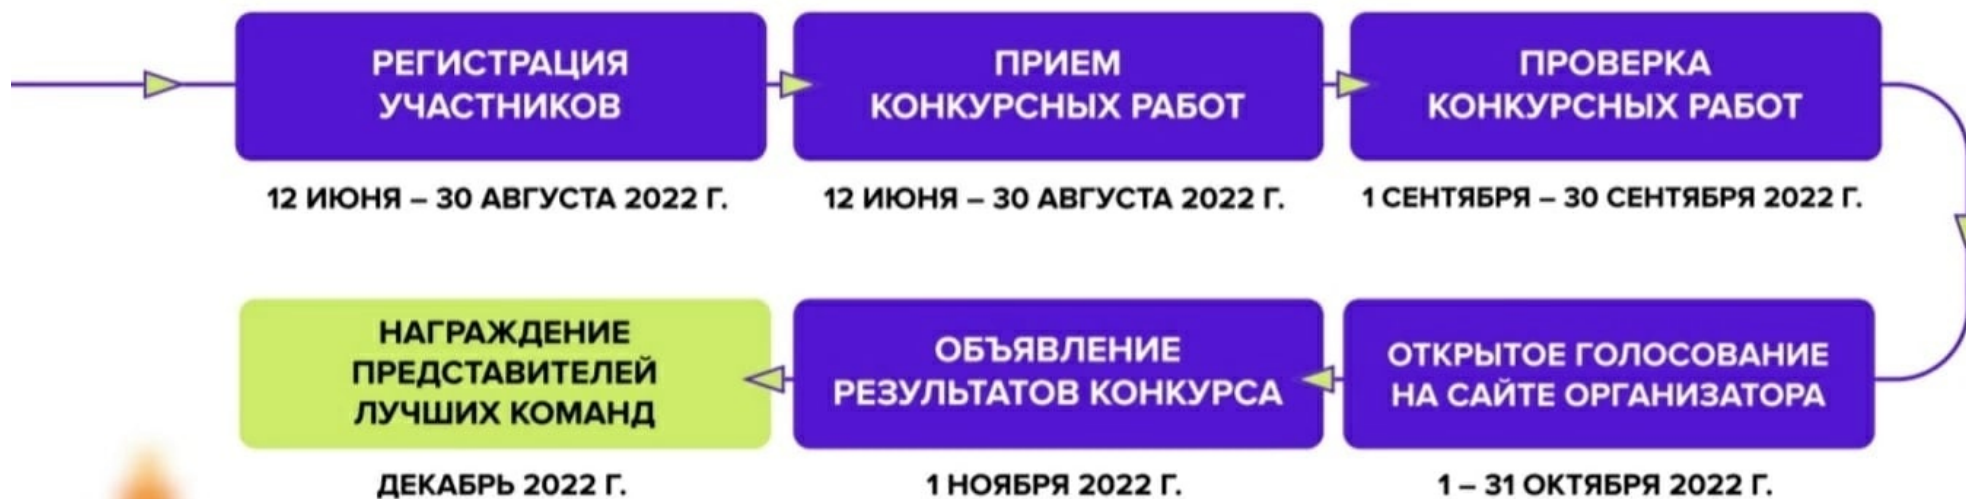 РЕГИСТРАЦИЯ
УЧАСТНИКОВ
12 ИЮНЯ – 30 АВГУСТА 2022 Г.
ПРИЕМ
КОНКУРСНЫХ РАБОТ
12 ИЮНЯ – 30 АВГУСТА 2022 Г.
ПРОВЕРКА
КОНКУРСНЫХ РАБОТ
1 СЕНТЯБРЯ – 30 СЕНТЯБРЯ 2022 Г.
ОТКРЫТОЕ ГОЛОСОВАНИЕ
НА САЙТЕ ОРГАНИЗАТОРА
1 – 31 ОКТЯБРЯ 2022 Г.
ОБЪЯВЛЕНИЕ
РЕЗУЛЬТАТОВ КОНКУРСА
1 НОЯБРЯ 2022 Г.
НАГРАЖДЕНИЕ
ПРЕДСТАВИТЕЛЕЙ
ЛУЧШИХ КОМАНД
ДЕКАБРЬ 2022 Г.